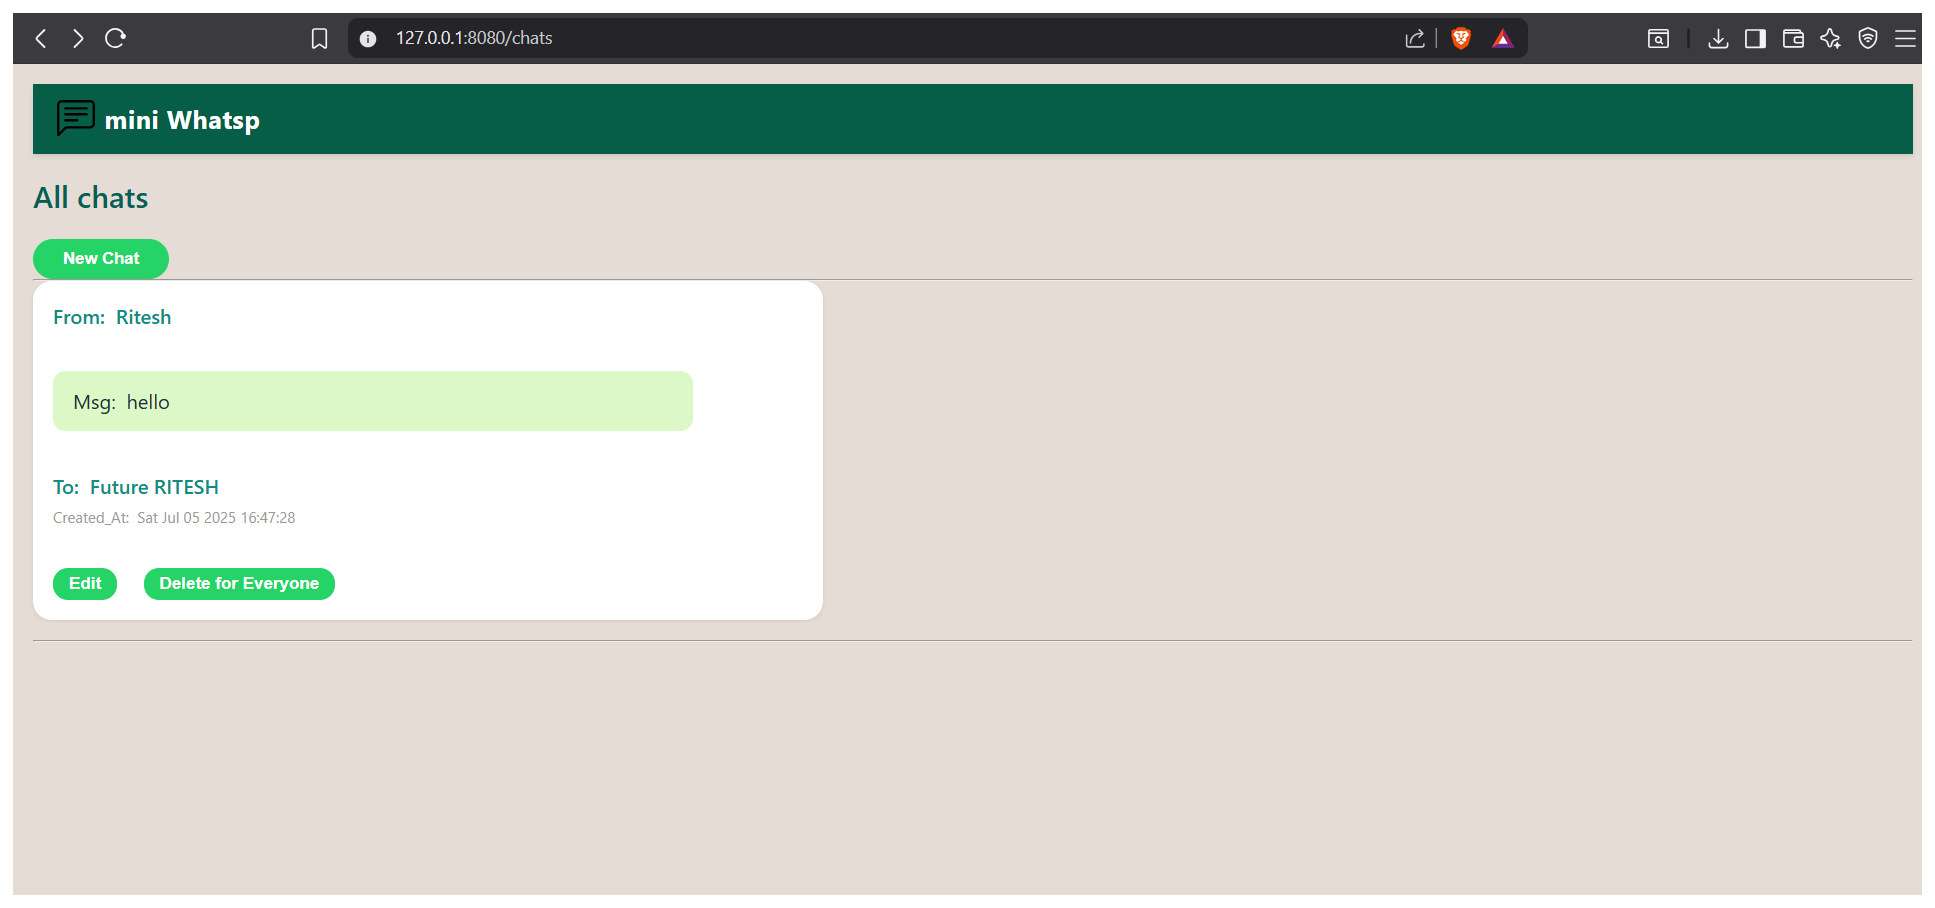 127.0.0.1:8080/chats
mini Whatsp
All chats
New Chat
From: Ritesh
Msg: hello
To: Future RITESH
Created_At: Sat Jul 05 2025 16:47:28
Edit Delete for Everyone